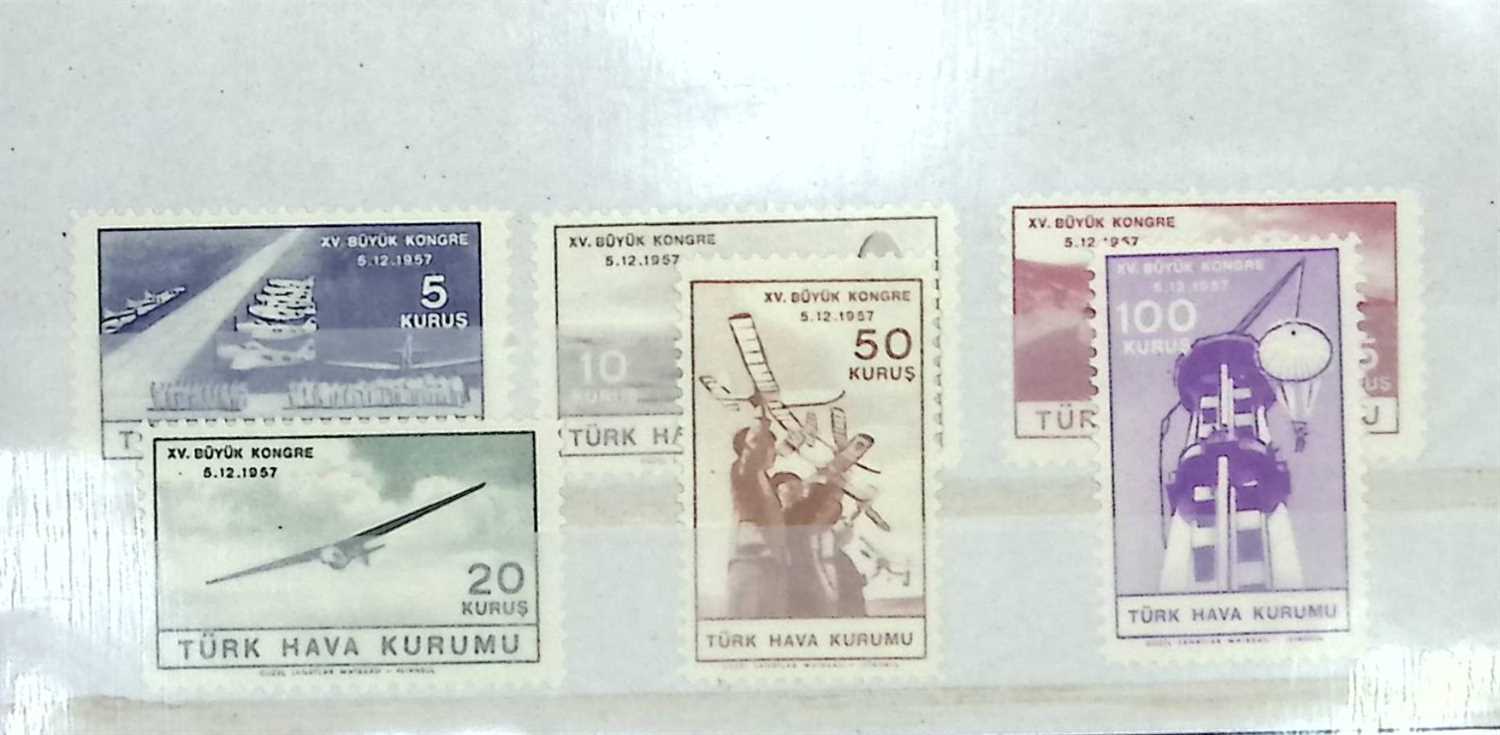 XV. BÜYÜK KONGRE
5.12.1957
5
KURUŞ
XV. BÜYÜK KONGRE
5.12.1957
20
KURUŞ
TÜRK HAVA KURUMU
XV. BÜYÜK KONGRE
5.12.1957
10
TÜRK HA
XV. BÜYÜK KONGRE
5.12.1957
50
KURUŞ
TÜRK HAVA KURUMU
XV. BÜYÜK KONGRE
5.12.1957
TÜR
XV. BÜYÜK KONGRE
5.12.1957
100
KURUŞ
TÜRK HAVA KURUMU